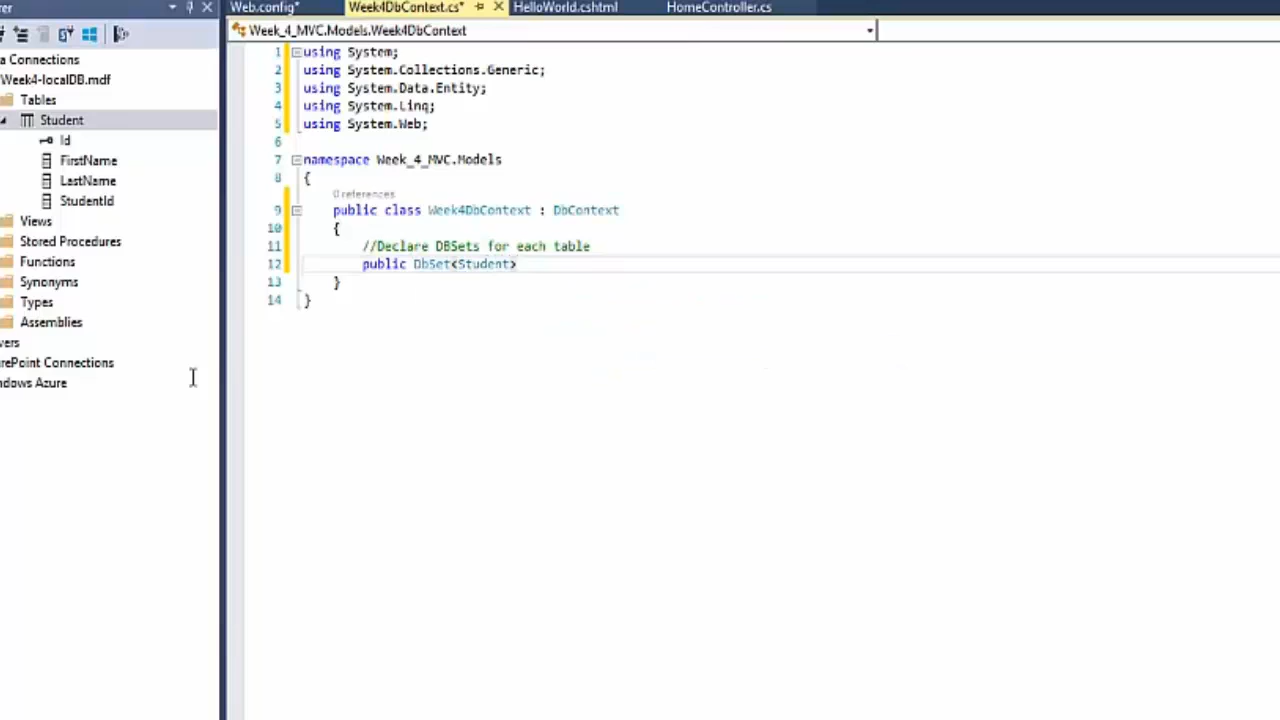 rer
Web.config*
Week4DbContext.cs*
HelloWorld.cshtml
HomeController.cs
Week_4_MVC.Models.Week4DbContext
a Connections
Week4-localDB.mdf
Tables
Student
Id
FirstName
LastName
StudentId
Views
Stored Procedures
Functions
Synonyms
Types
Assemblies
vers
rePoint Connections
ndows Azure
1 using System;
2 using System.Collections.Generic;
3 using System.Data.Entity;
4 using System.Linq;
5 using System.Web;
6
7 namespace Week_4_MVC.Models
8 {
0 references
9 public class Week4DbContext : DbContext
10 {
11 //Declare DBSets for each table
12 public DbSet<Student>
13 }
14 }